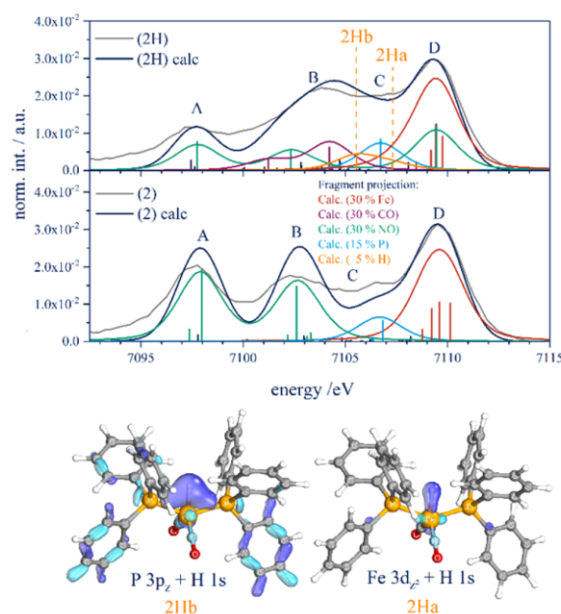 2Hb
2Ha
4.0x10⁻²
(2H)
(2H) calc
D
3.0x10⁻²
B
C
2.0x10⁻²
A
1.0x10⁻²
0.0
4.0x10⁻²
(2)
(2) calc
Fragment projection:
Calc. (30 % Fe)
Calc. (30 % CO)
Calc. (30 % NO)
Calc. (15 % P)
Calc. ( 5 % H)
D
3.0x10⁻²
A
B
C
2.0x10⁻²
1.0x10⁻²
0.0
norm. int. / a.u.
7095 7100 7105 7110 7115
energy /eV
P 3p_z + H 1s
Fe 3d_z² + H 1s
2Hb
2Ha